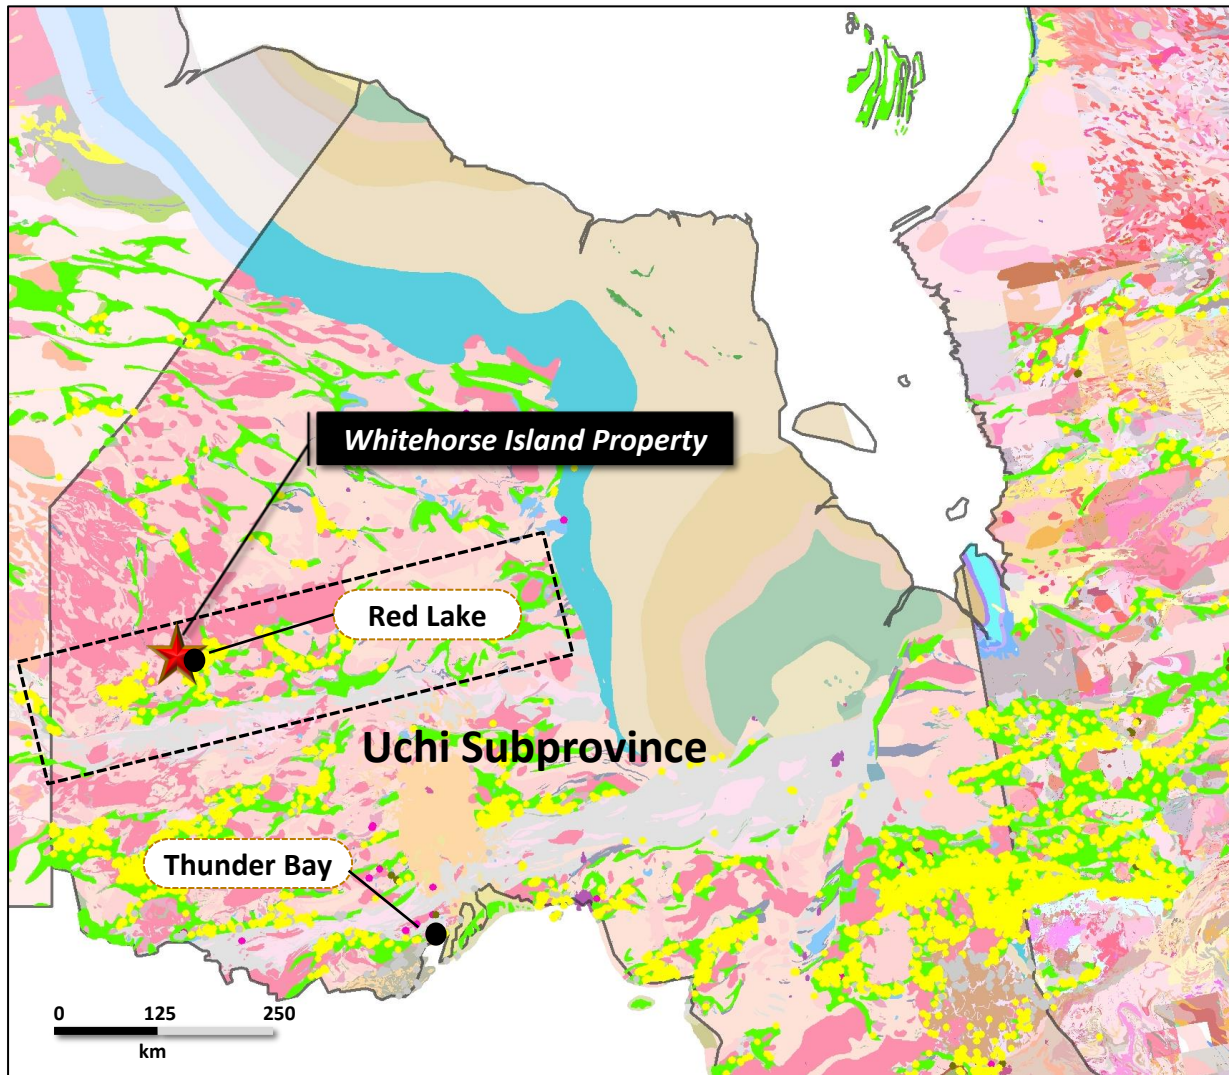 Whitehorse Island Property
Red Lake
Uchi Subprovince
Thunder Bay
0 125 250
km